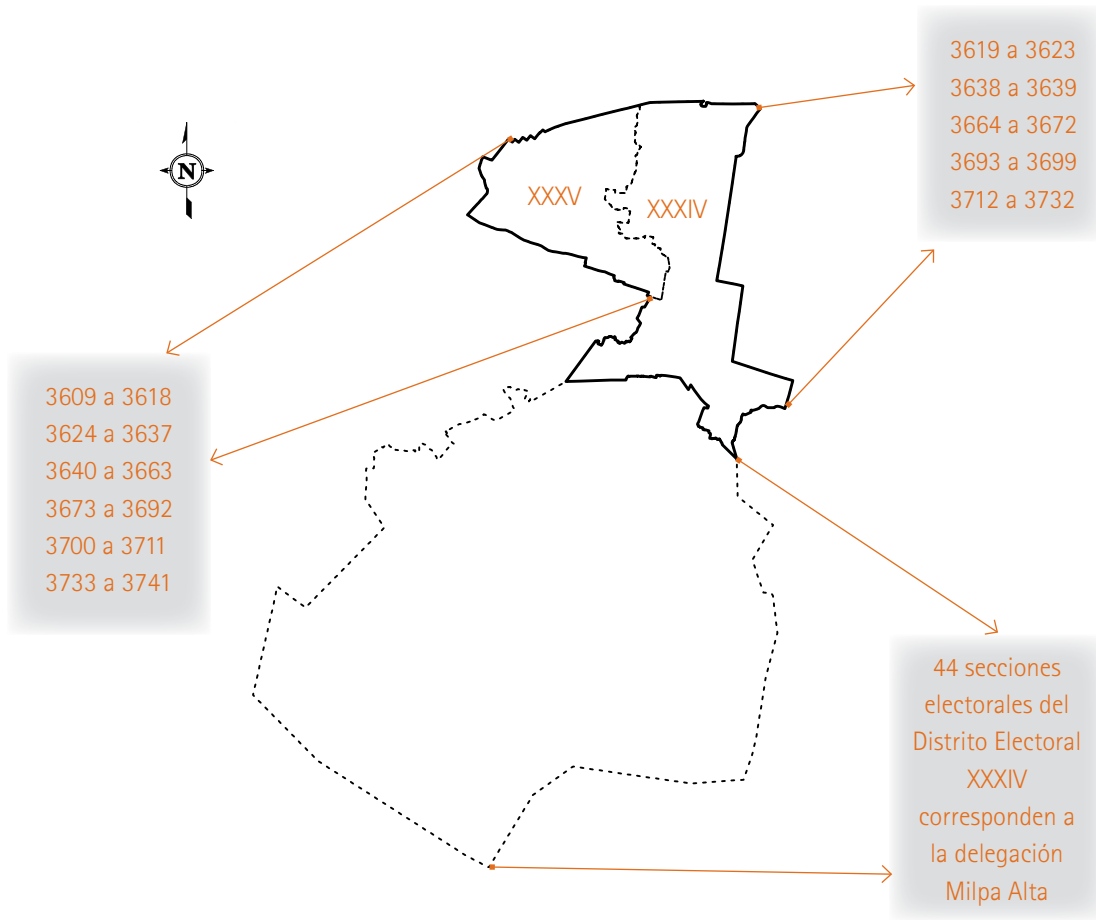 3619 a 3623
3638 a 3639
3664 a 3672
3693 a 3699
3712 a 3732
N
XXXV
XXXIV
3609 a 3618
3624 a 3637
3640 a 3663
3673 a 3692
3700 a 3711
3733 a 3741
44 secciones
electorales del
Distrito Electoral
XXXIV
corresponden a
la delegación
Milpa Alta